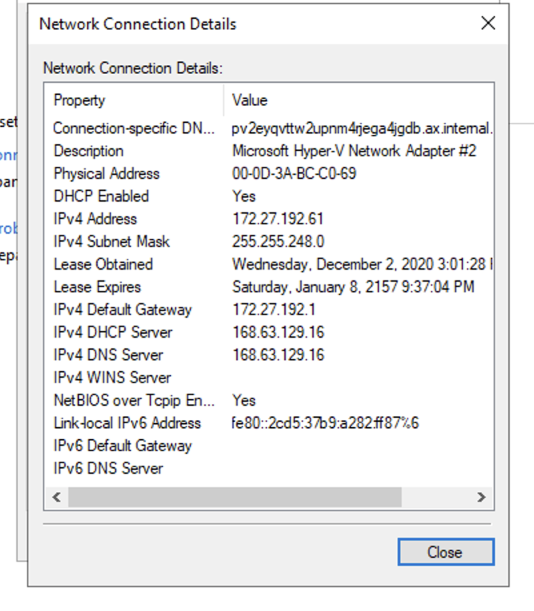 Network Connection Details
Network Connection Details:
Property Value
Connection-specific DN... pv2eyqvttw2upnm4rjega4jgdb.ax.internal.
Description Microsoft Hyper-V Network Adapter #2
Physical Address 00-0D-3A-BC-C0-69
DHCP Enabled Yes
IPv4 Address 172.27.192.61
IPv4 Subnet Mask 255.255.248.0
Lease Obtained Wednesday, December 2, 2020 3:01:28
Lease Expires Saturday, January 8, 2157 9:37:04 PM
IPv4 Default Gateway 172.27.192.1
IPv4 DHCP Server 168.63.129.16
IPv4 DNS Server 168.63.129.16
IPv4 WINS Server
NetBIOS over Tcpip En... Yes
Link-local IPv6 Address fe80::2cd5:37b9:a282:ff87%6
IPv6 Default Gateway
IPv6 DNS Server
Close